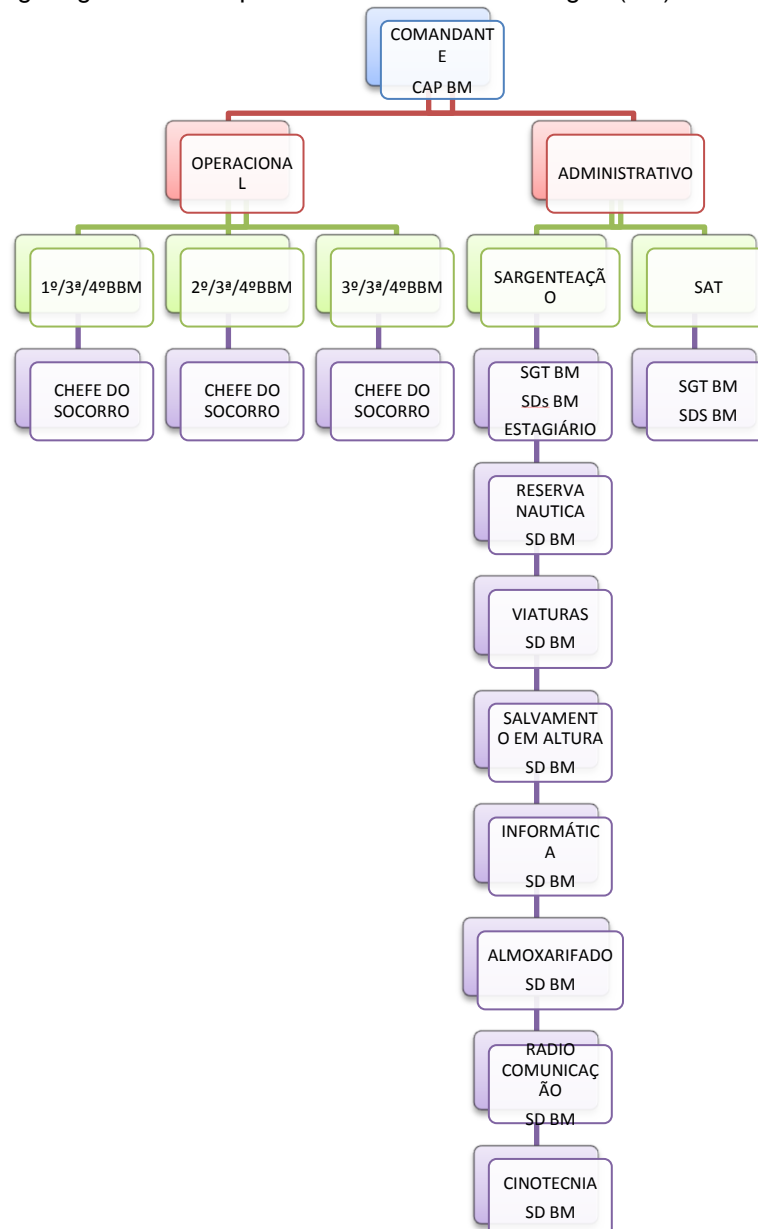 COMANDANT
E
CAP BM
OPERACIONA
L
ADMINISTRATIVO
1º/3ª/4ºBBM
2º/3ª/4ºBBM
3º/3ª/4ºBBM
SARGENTEAÇÃ
O
SAT
CHEFE DO
SOCORRO
CHEFE DO
SOCORRO
CHEFE DO
SOCORRO
SGT BM
SDs BM
ESTAGIÁRIO
SGT BM
SDS BM
RESERVA
NAUTICA
SD BM
VIATURAS
SD BM
SALVAMENT
O EM ALTURA
SD BM
INFORMÁTIC
A
SD BM
ALMOXARIFADO
SD BM
RADIO
COMUNICAÇ
ÃO
SD BM
CINOTECNIA
SD BM